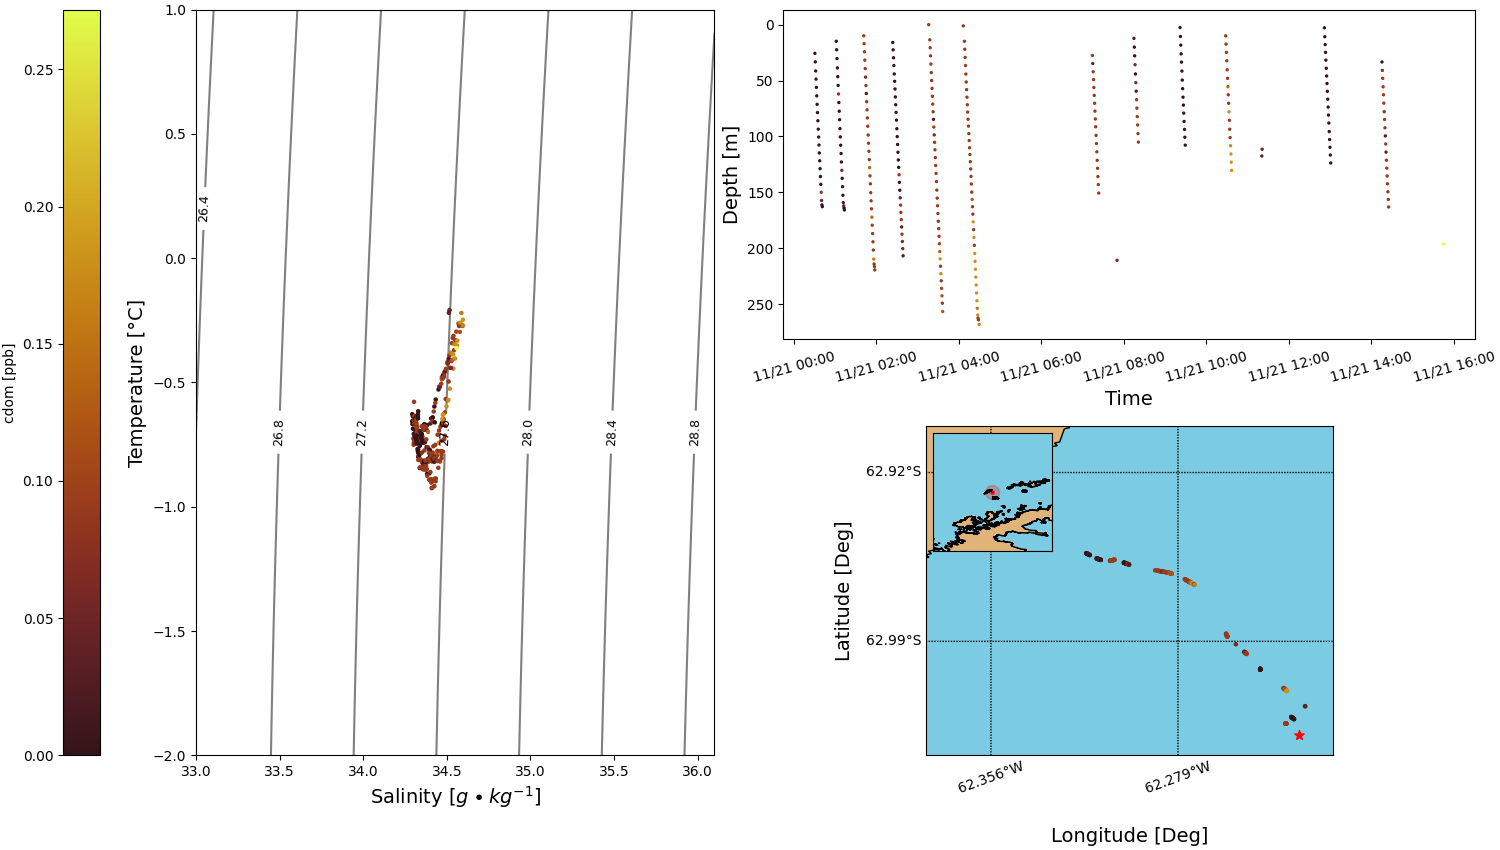 0.25
0.20
0.15
0.10
0.05
0.00
cdom [ppb]
1.0
0.5
0.0
−0.5
−1.0
−1.5
−2.0
Temperature [°C]
26.4
26.8
27.2
27.6
28.0
28.4
28.8
33.0 33.5 34.0 34.5 35.0 35.5 36.0
Salinity [g • kg⁻¹]
0
50
100
150
200
250
Depth [m]
11/21 00:00 11/21 02:00 11/21 04:00 11/21 06:00 11/21 08:00 11/21 10:00 11/21 12:00 11/21 14:00 11/21 16:00
Time
62.92°S
62.99°S
Latitude [Deg]
62.356°W 62.279°W
Longitude [Deg]